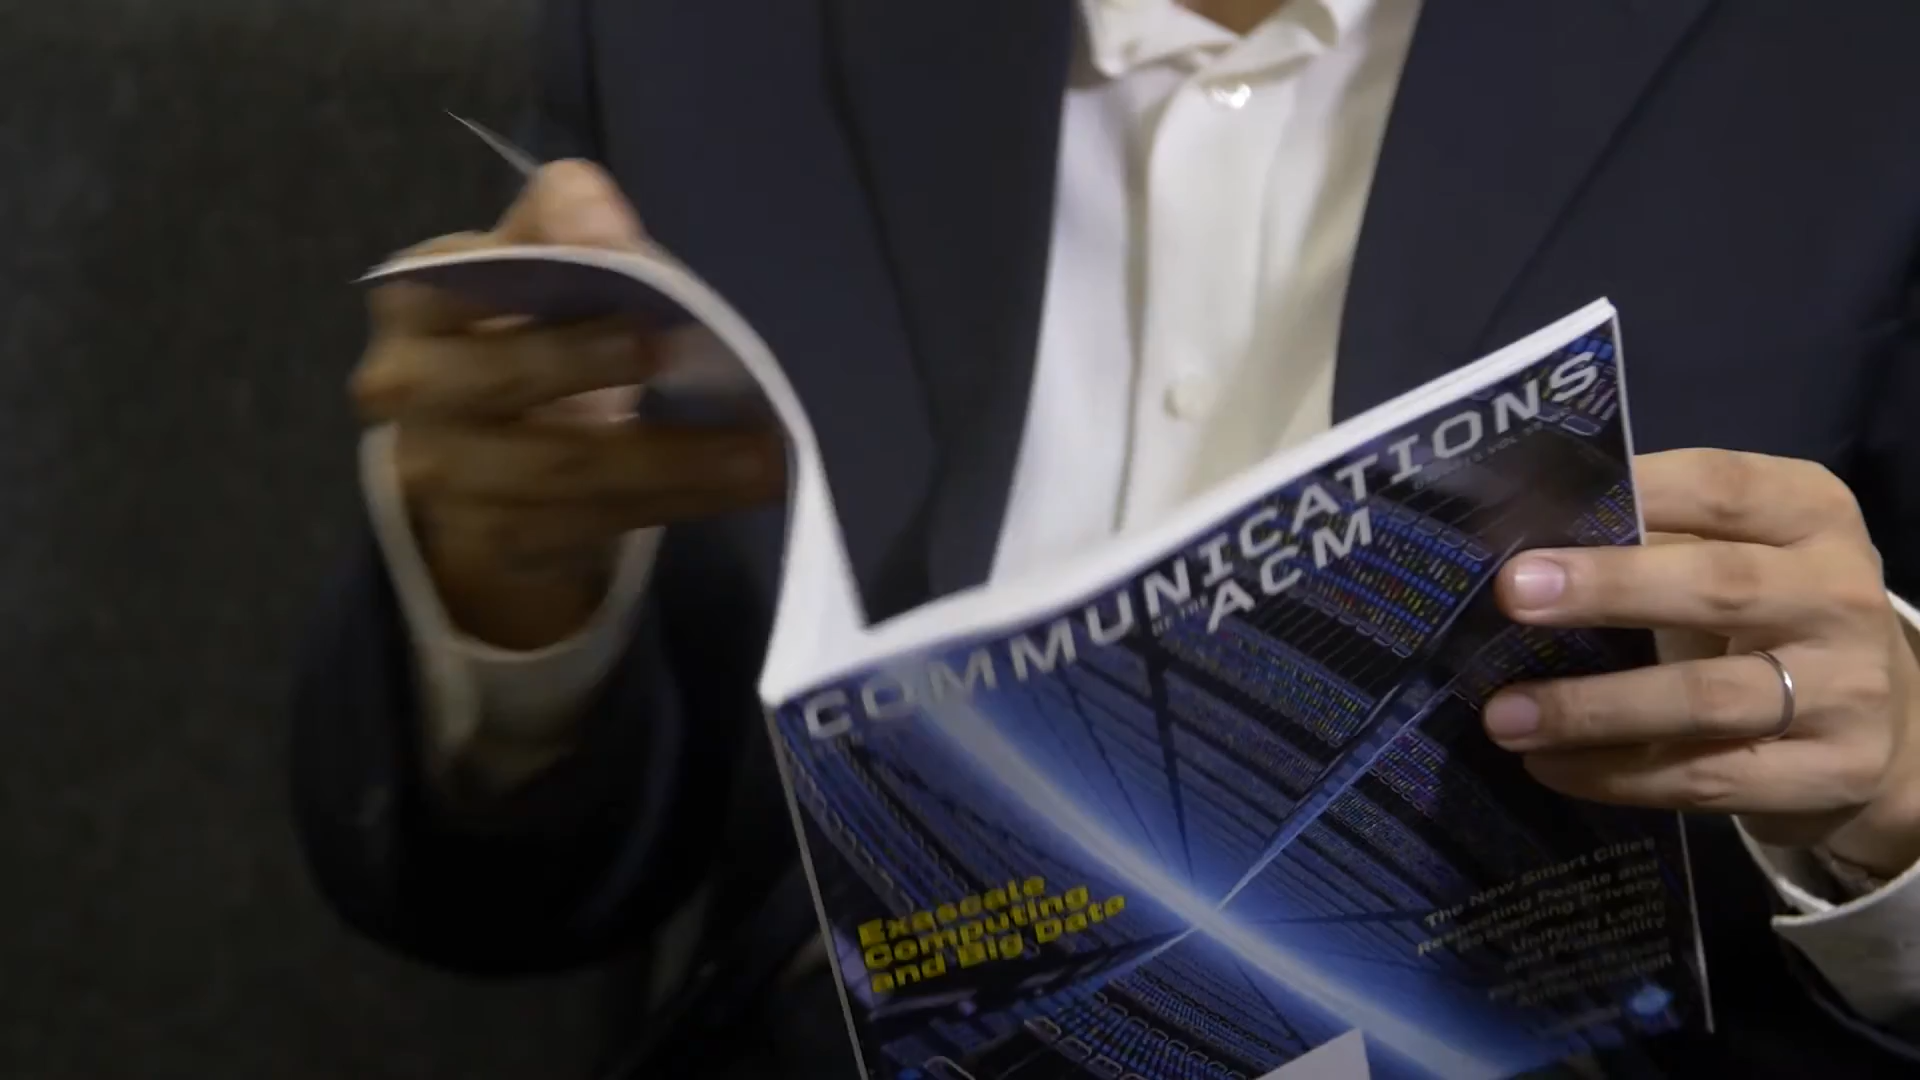 COMMUNICATIONS
OF THE
ACM
Exascale
Computing
and Big Data
The New Smart Cities
Respecting People and
Respecting Privacy
Unifying Logic
and Probability
Authentication